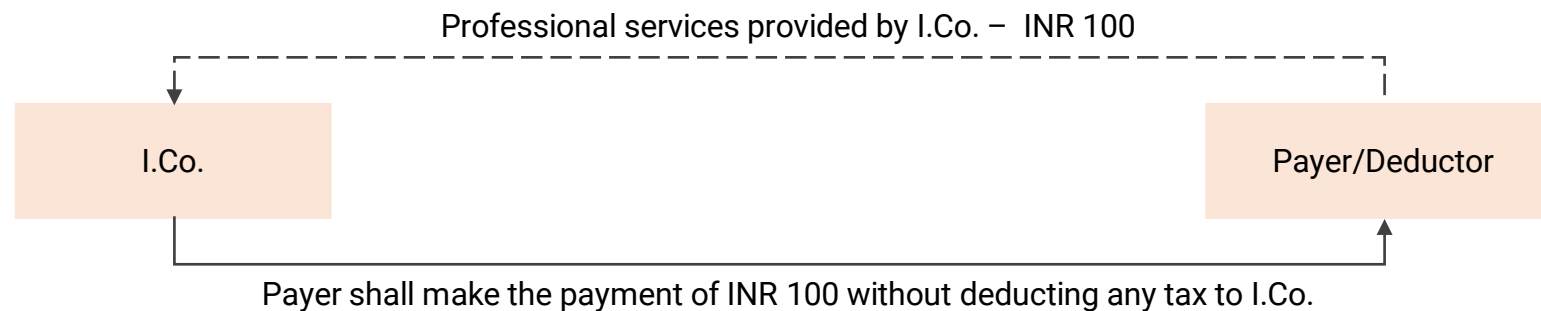 Professional services provided by I.Co. – INR 100
I.Co.
Payer/Deductor
Payer shall make the payment of INR 100 without deducting any tax to I.Co.